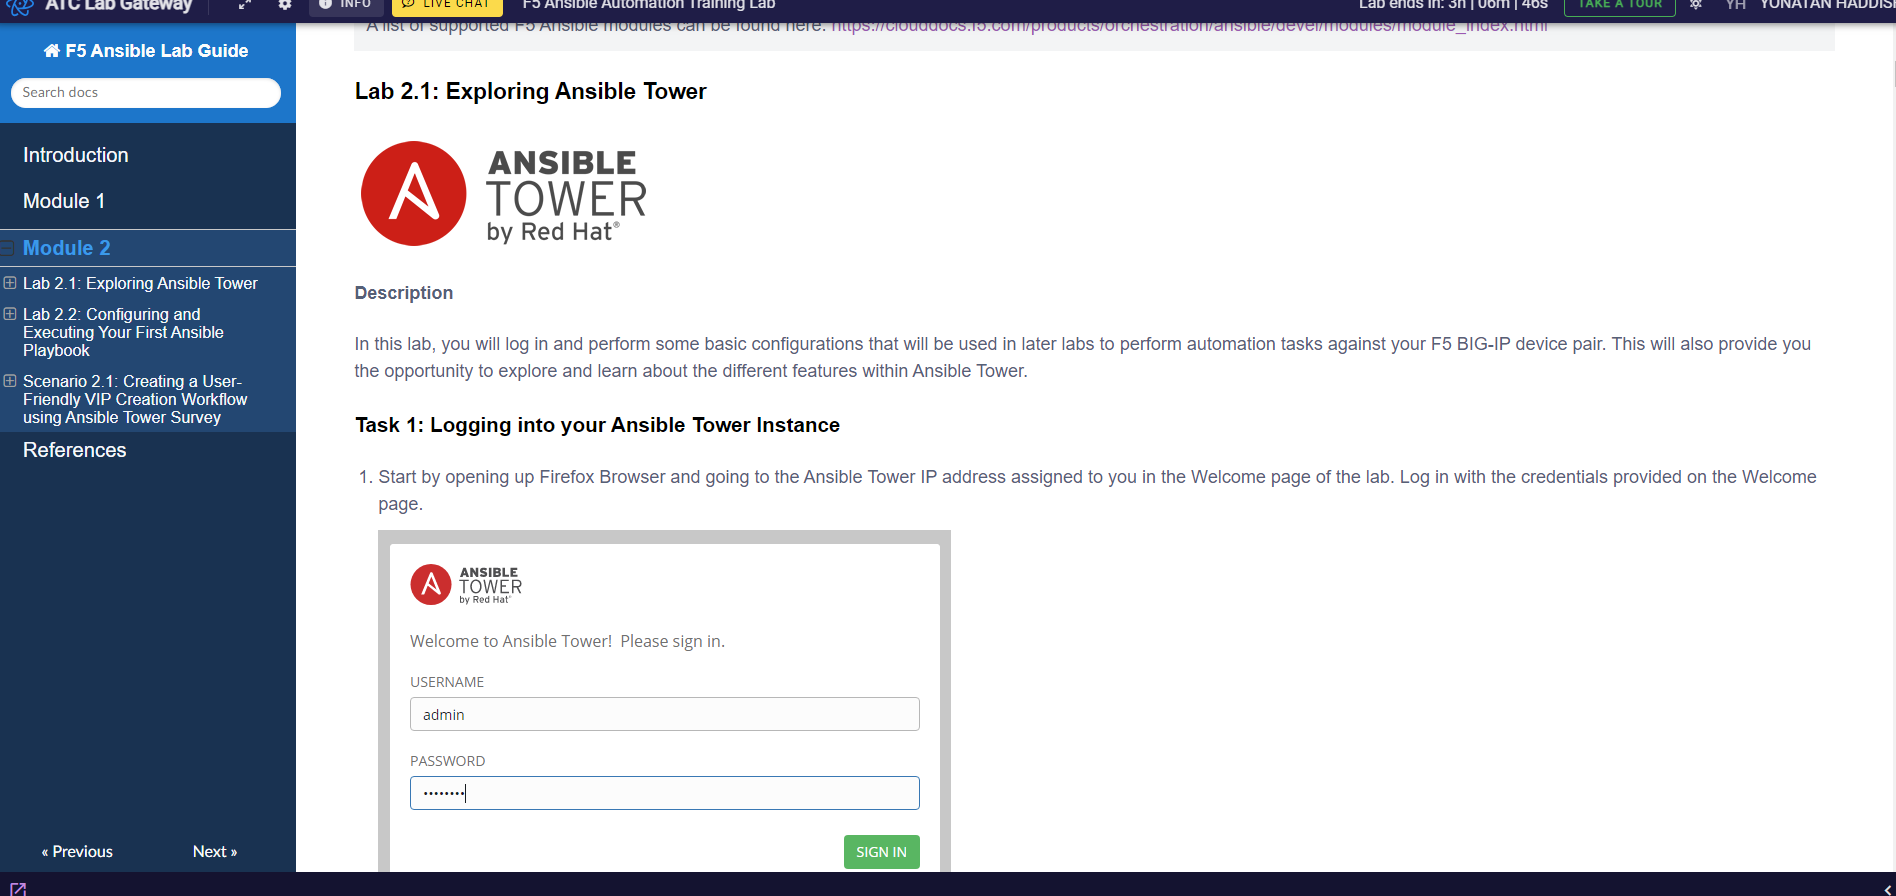 ATC Lab Gateway
INFO
LIVE CHAT
F5 Ansible Automation Training Lab
Lab ends in: 3h | 06m | 46s
TAKE A TOUR
YH
YONATAN HADDIS
F5 Ansible Lab Guide
Search docs
Introduction
Module 1
Module 2
Lab 2.1: Exploring Ansible Tower
Lab 2.2: Configuring and
Executing Your First Ansible
Playbook
Scenario 2.1: Creating a User-
Friendly VIP Creation Workflow
using Ansible Tower Survey
References
« Previous
Next »
A list of supported F5 Ansible modules can be found here: https://clouddocs.f5.com/products/orchestration/ansible/devel/modules/module_index.html
Lab 2.1: Exploring Ansible Tower
ANSIBLE
TOWER
by Red Hat®
Description
In this lab, you will log in and perform some basic configurations that will be used in later labs to perform automation tasks against your F5 BIG-IP device pair. This will also provide you
the opportunity to explore and learn about the different features within Ansible Tower.
Task 1: Logging into your Ansible Tower Instance
1. Start by opening up Firefox Browser and going to the Ansible Tower IP address assigned to you in the Welcome page of the lab. Log in with the credentials provided on the Welcome
page.
ANSIBLE
TOWER
by Red Hat®
Welcome to Ansible Tower!  Please sign in.
USERNAME
admin
PASSWORD
••••••••
SIGN IN